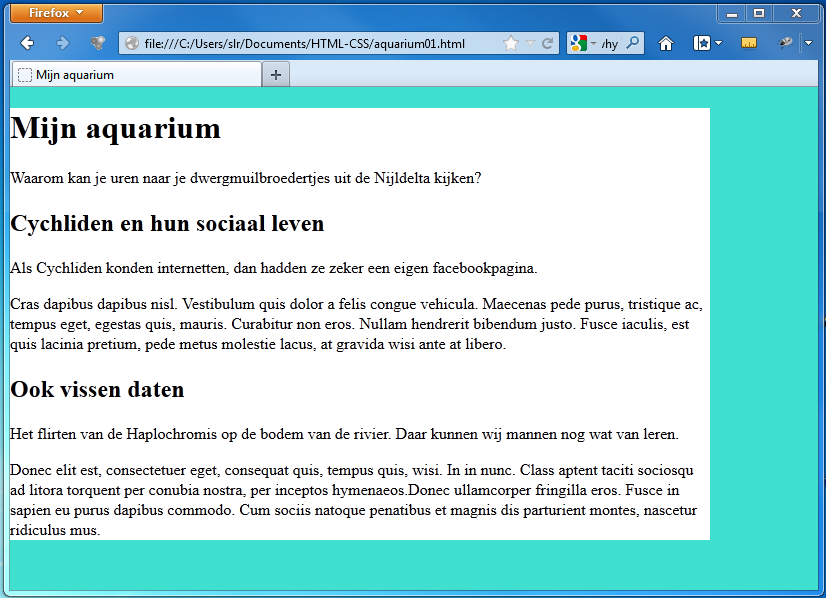 Firefox
file:///C:/Users/slr/Documents/HTML-CSS/aquarium01.html
Mijn aquarium
Mijn aquarium
Waarom kan je uren naar je dwergmuilbroedertjes uit de Nijldelta kijken?
Cychliden en hun sociaal leven
Als Cychliden konden internetten, dan hadden ze zeker een eigen facebookpagina.
Cras dapibus dapibus nisl. Vestibulum quis dolor a felis congue vehicula. Maecenas pede purus, tristique ac,
tempus eget, egestas quis, mauris. Curabitur non eros. Nullam hendrerit bibendum justo. Fusce iaculis, est
quis lacinia pretium, pede metus molestie lacus, at gravida wisi ante at libero.
Ook vissen daten
Het flirten van de Haplochromis op de bodem van de rivier. Daar kunnen wij mannen nog wat van leren.
Donec elit est, consectetuer eget, consequat quis, tempus quis, wisi. In in nunc. Class aptent taciti sociosqu
ad litora torquent per conubia nostra, per inceptos hymenaeos.Donec ullamcorper fringilla eros. Fusce in
sapien eu purus dapibus commodo. Cum sociis natoque penatibus et magnis dis parturient montes, nascetur
ridiculus mus.